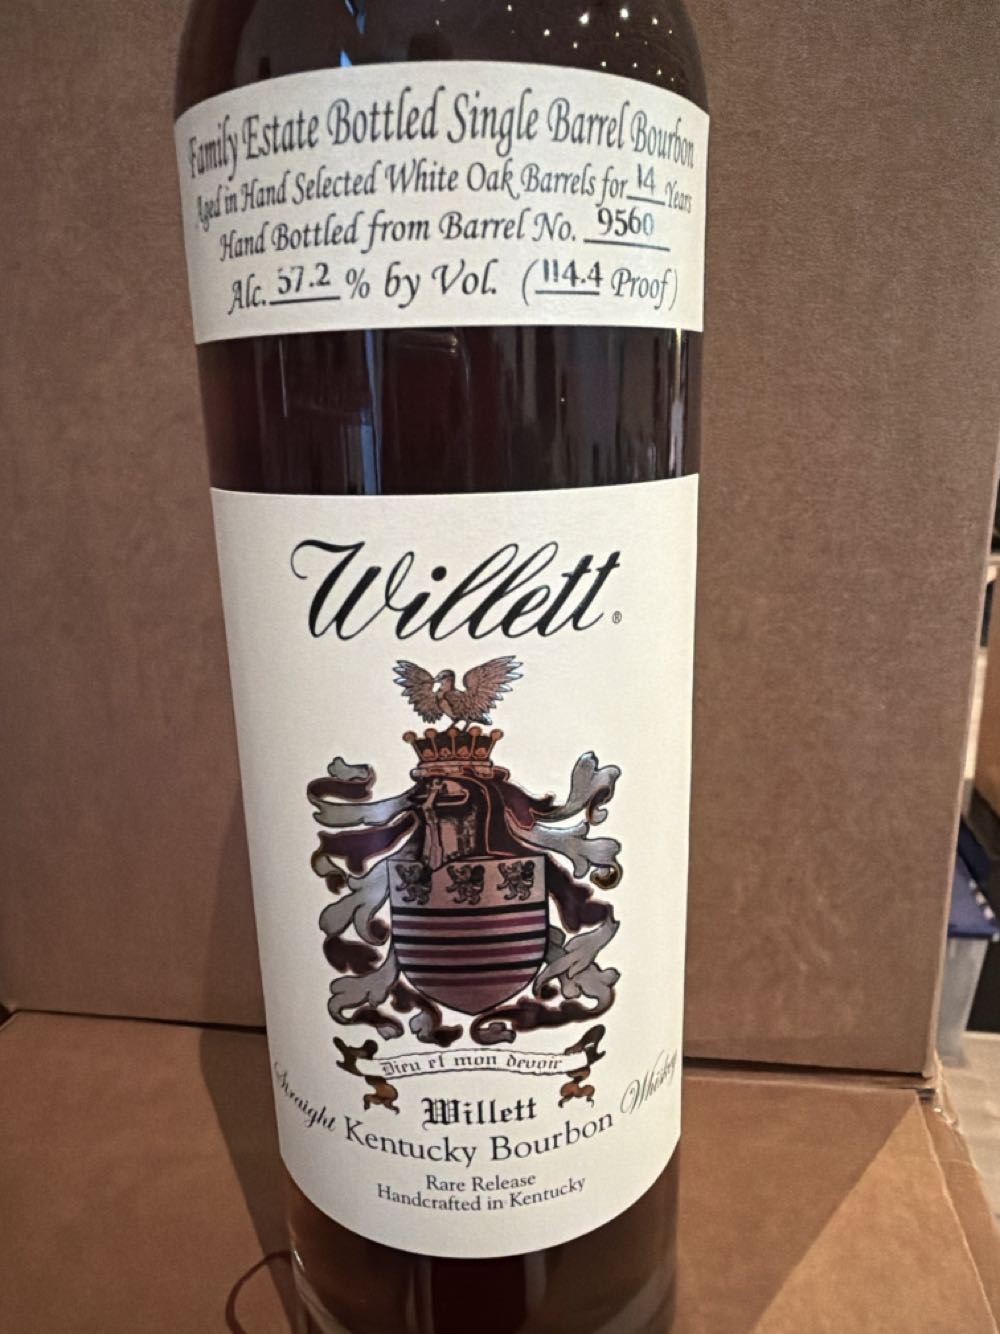 Family Estate Bottled Single Barrel Bourbon
Aged in Hand Selected White Oak Barrels for 14 Years
Hand Bottled from Barrel No. 9560
Alc. 57.2 % by Vol. (114.4 Proof)
Willett®
Dieu et mon devoir
Willett
Straight Kentucky Bourbon Whiskey
Rare Release
Handcrafted in Kentucky